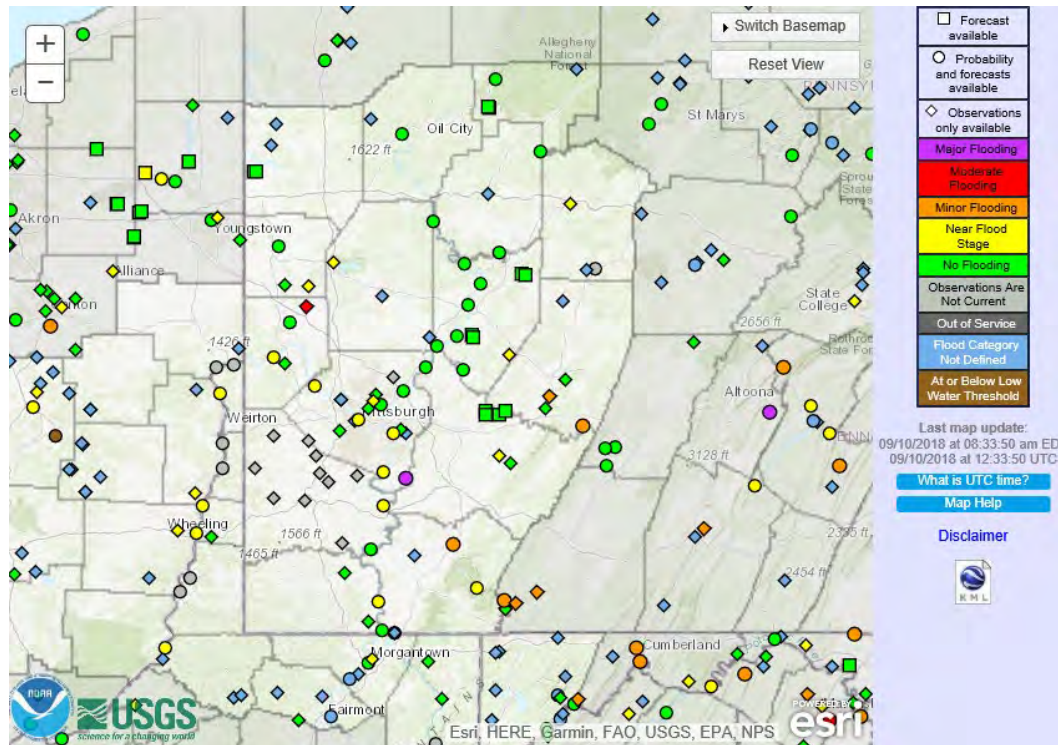 +
−
Switch Basemap
Reset View
Allegheny
National
Oil City
St Marys
1622 ft
Akron
Youngstown
Alliance
State
College
2656 ft
1426 ft
Altoona
Weirton
3128 ft
Wheeling
1566 ft
1465 ft
2335 ft
2454 ft
Cumberland
Morgantown
Fairmont
NOAA
USGS
science for a changing world
POWERED BY
esri
Esri, HERE, Garmin, FAO, USGS, EPA, NPS
Forecast
available
Probability
and forecasts
available
Observations
only available
Major Flooding
Moderate
Flooding
Minor Flooding
Near Flood
Stage
No Flooding
Observations Are
Not Current
Out of Service
Flood Category
Not Defined
At or Below Low
Water Threshold
Last map update:
09/10/2018 at 08:33:50 am ED
09/10/2018 at 12:33:50 UTC
What is UTC time?
Map Help
Disclaimer
KML